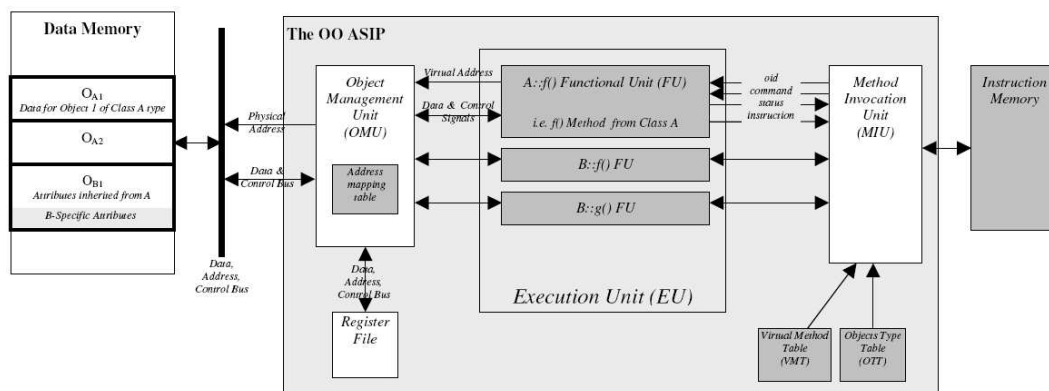 Data Memory
O_A1
Data for Object 1 of Class A type
O_A2
O_B1
Attributes inherited from A
B-Specific Attributes
Physical
Address
Data &
Control Bus
Data,
Address,
Control Bus
The OO ASIP
Object
Management
Unit
(OMU)
Address
mapping
table
Data,
Address,
Control Bus
Register
File
Virtual Address
Data & Control
Signals
A::f() Functional Unit (FU)
i.e. f() Method from Class A
B::f() FU
B::g() FU
Execution Unit (EU)
oid
command
status
instruction
Method
Invocation
Unit
(MIU)
Virtual Method
Table
(VMT)
Objects Type
Table
(OTT)
Instruction
Memory